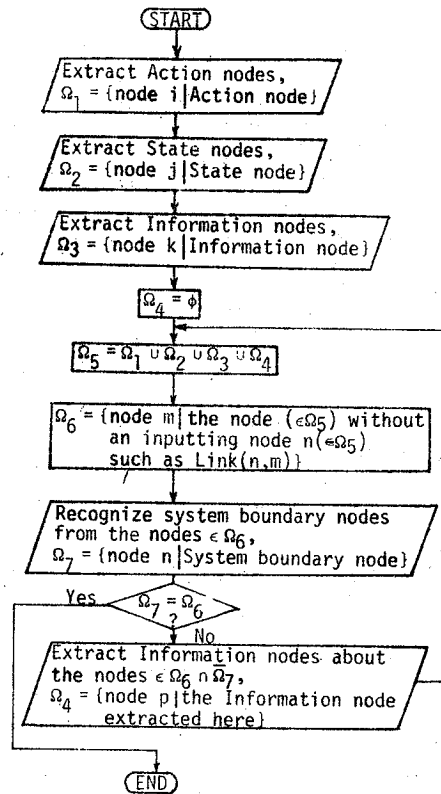 START
Extract Action nodes,
Ω1 = {node i|Action node}
Extract State nodes,
Ω2 = {node j|State node}
Extract Information nodes,
Ω3 = {node k|Information node}
Ω4 = ϕ
Ω5 = Ω1 ∪ Ω2 ∪ Ω3 ∪ Ω4
Ω6 = {node m|the node (ϵΩ5) without
an inputting node n(ϵΩ5)
such as Link(n,m)}
Recognize system boundary nodes
from the nodes ϵ Ω6,
Ω7 = {node n|System boundary node}
Yes
Ω7 = Ω6
?
No
Extract Information nodes about
the nodes ϵ Ω6 ∩ Ω̄7,
Ω4 = {node p|the Information node
extracted here}
END